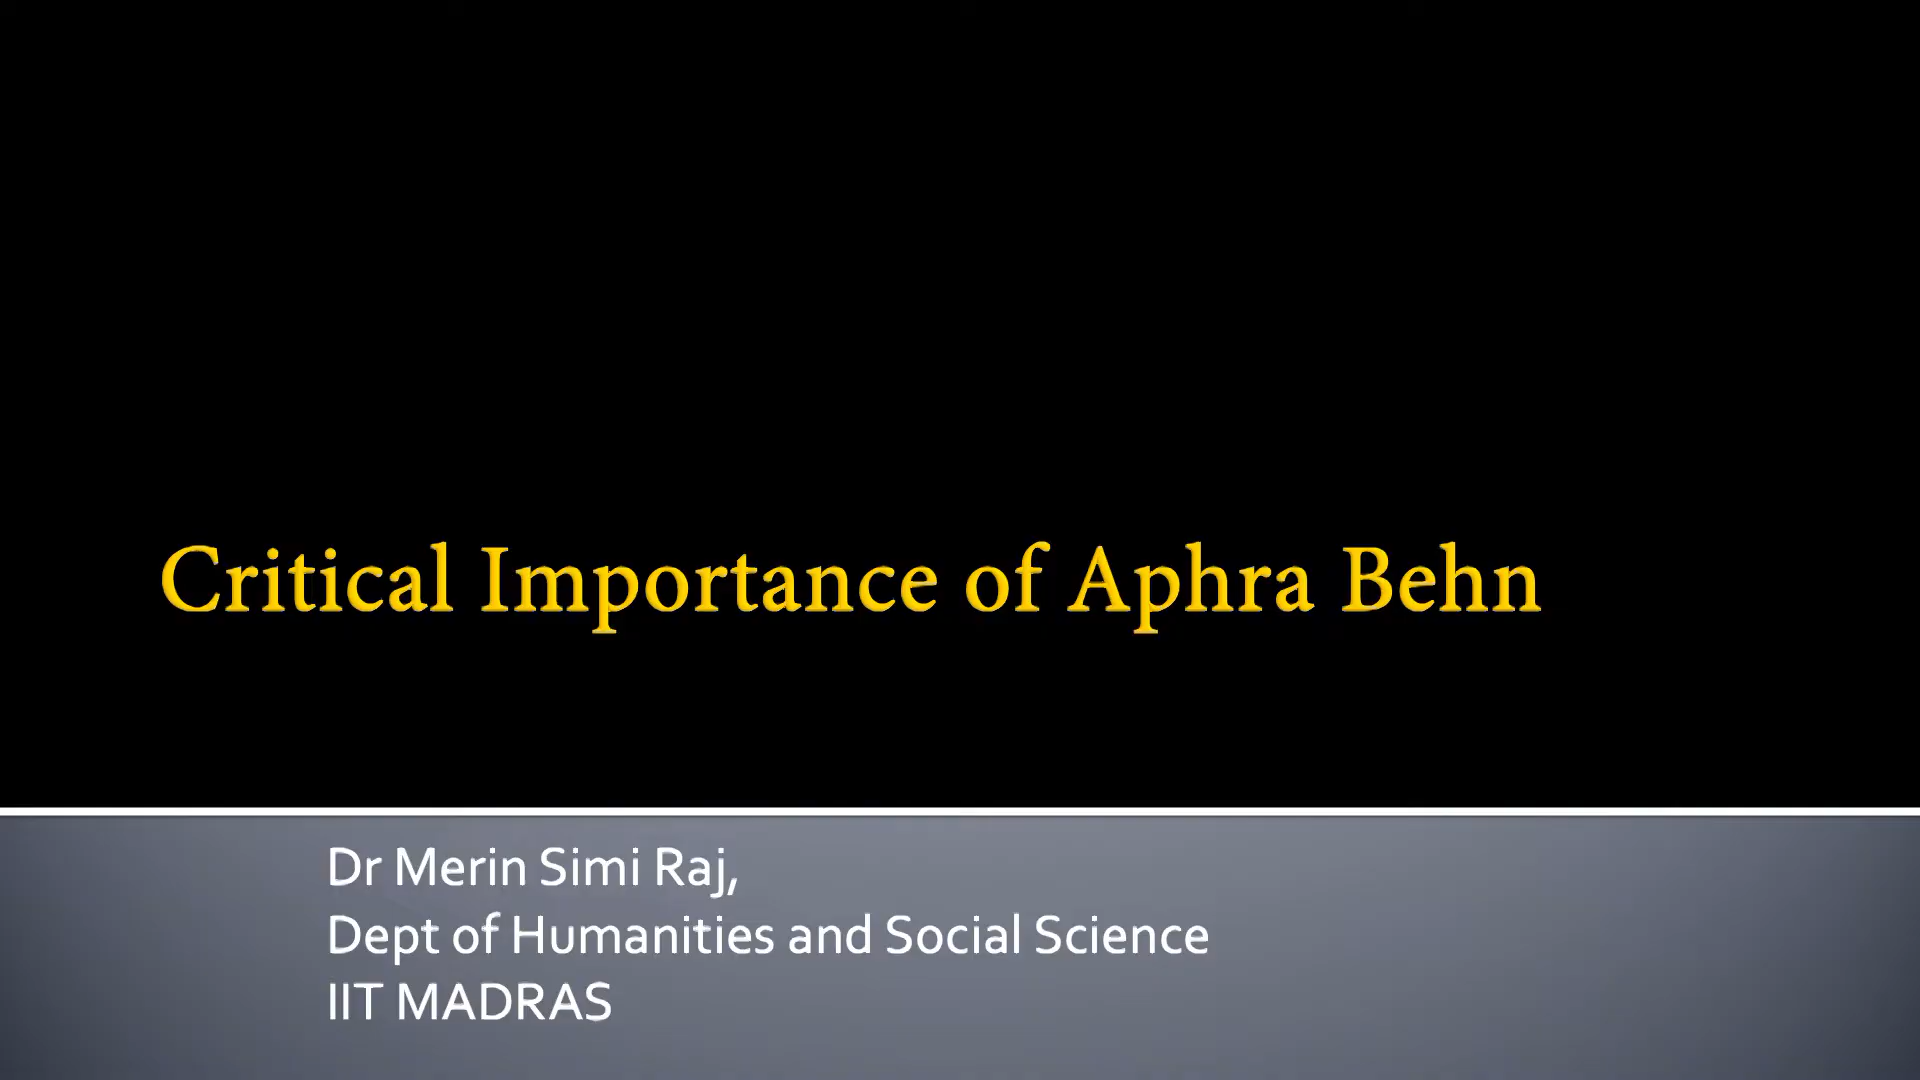 Critical Importance of Aphra Behn
Dr Merin Simi Raj,
Dept of Humanities and Social Science
IIT MADRAS